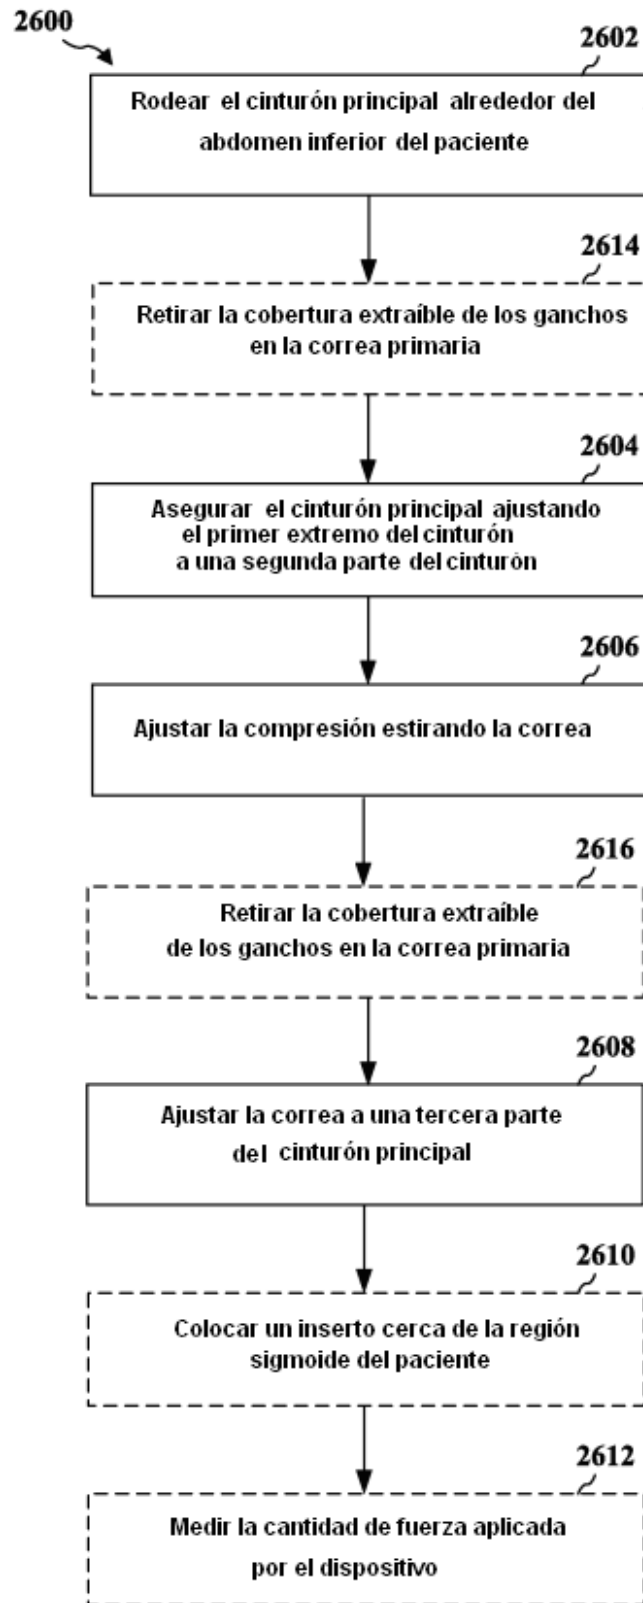 2600
2602
Rodear el cinturón principal alrededor del
abdomen inferior del paciente
2614
Retirar la cobertura extraíble de los ganchos
en la correa primaria
2604
Asegurar el cinturón principal ajustando
el primer extremo del cinturón
a una segunda parte del cinturón
2606
Ajustar la compresión estirando la correa
2616
Retirar la cobertura extraíble
de los ganchos en la correa primaria
2608
Ajustar la correa a una tercera parte
del cinturón principal
2610
Colocar un inserto cerca de la región
sigmoide del paciente
2612
Medir la cantidad de fuerza aplicada
por el dispositivo